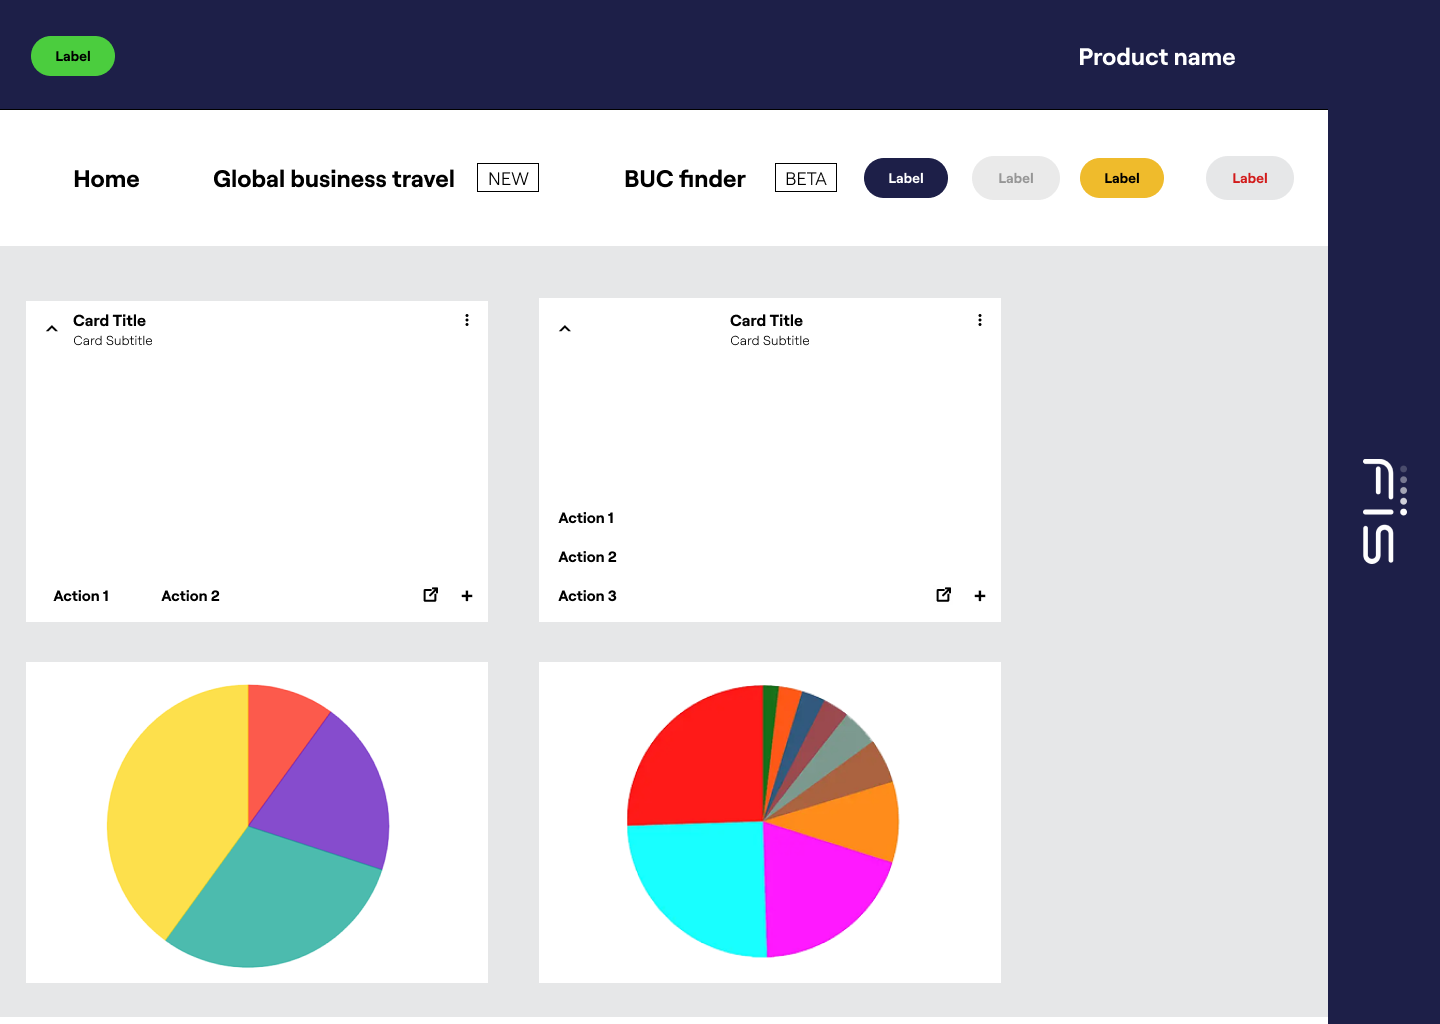 Label
Product name
Home
Global business travel
NEW
BUC finder
BETA
Label
Label
Label
Label
Card Title
Card Subtitle
Card Title
Card Subtitle
Action 1
Action 2
Action 1
Action 2
Action 3
FIS